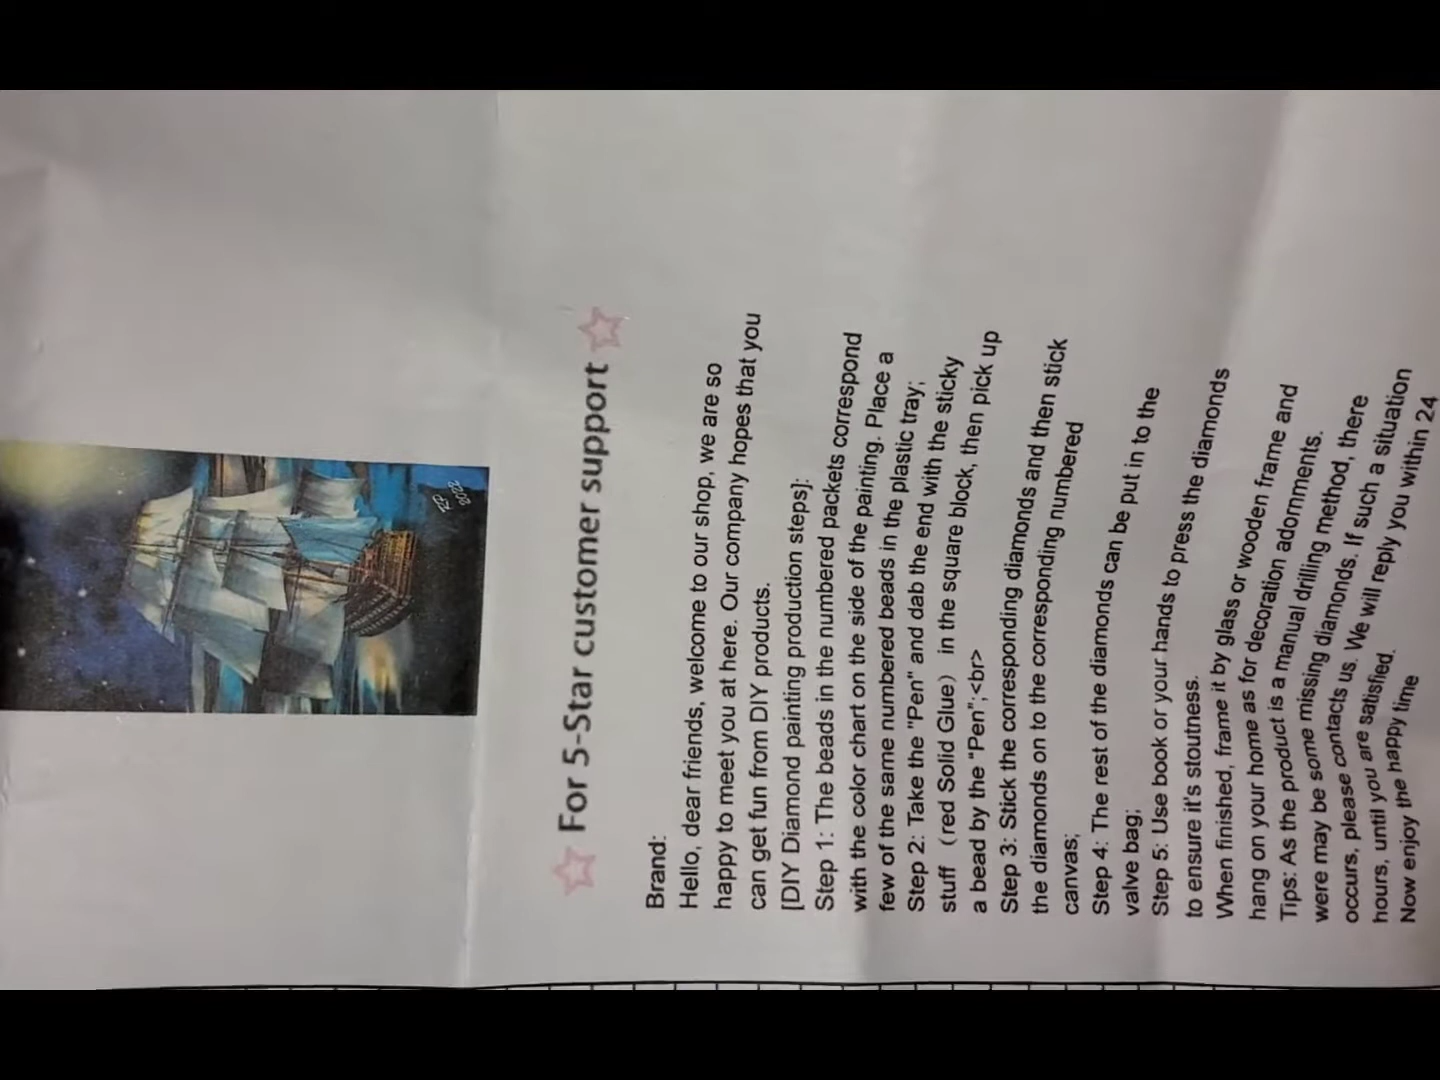 RP
2022
For 5-Star customer support
Brand:
Hello, dear friends, welcome to our shop, we are so
happy to meet you at here. Our company hopes that you
can get fun from DIY products.
[DIY Diamond painting production steps]:
Step 1: The beads in the numbered packets correspond
with the color chart on the side of the painting. Place a
few of the same numbered beads in the plastic tray;
Step 2: Take the "Pen" and dab the end with the sticky
stuff （red Solid Glue） in the square block, then pick up
a bead by the "Pen";<br>
Step 3: Stick the corresponding diamonds and then stick
the diamonds on to the corresponding numbered
canvas;
Step 4: The rest of the diamonds can be put in to the
valve bag;
Step 5: Use book or your hands to press the diamonds
to ensure it's stoutness.
When finished, frame it by glass or wooden frame and
hang on your home as for decoration adornments.
Tips: As the product is a manual drilling method, there
were may be some missing diamonds. If such a situation
occurs, please contacts us. We will reply you within 24
hours, until you are satisfied.
Now enjoy the happy time